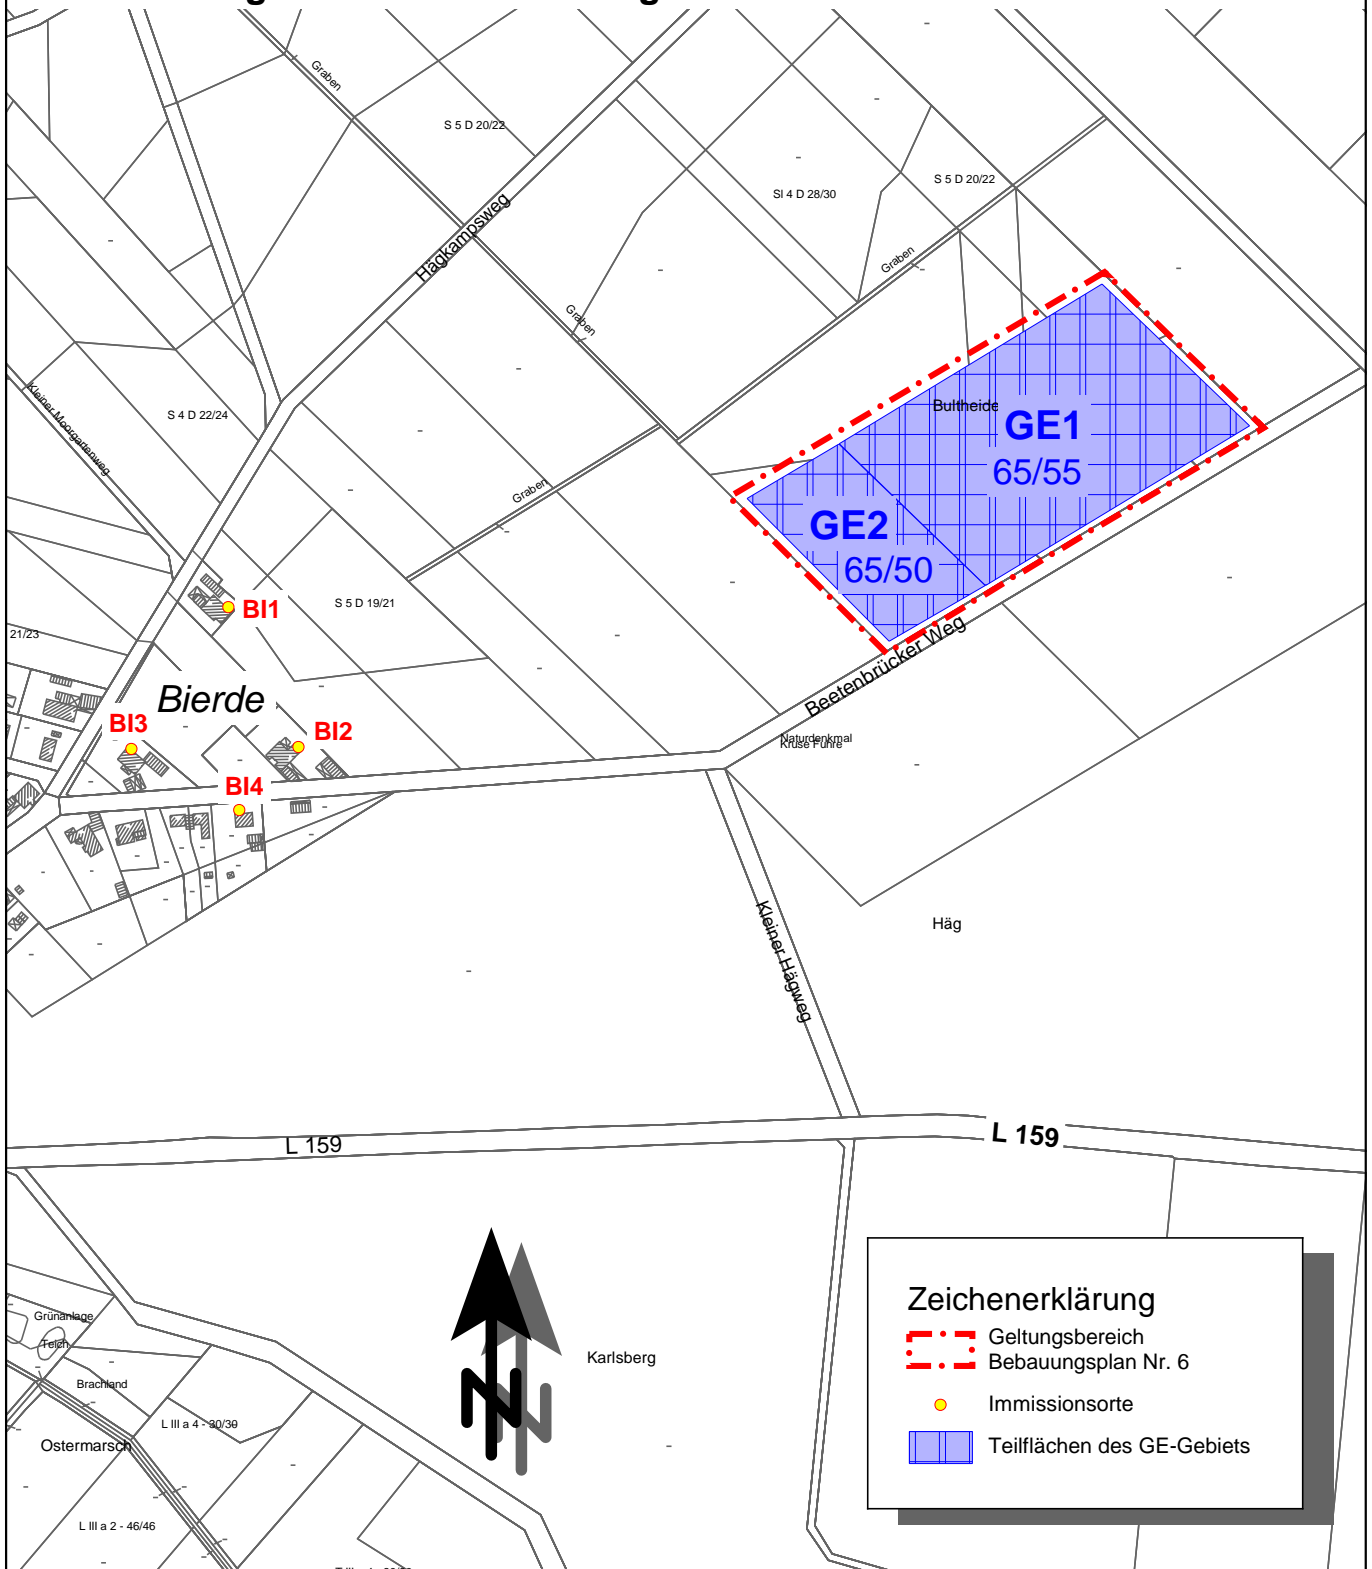 Graben
S 5 D 20/22
Sl 4 D 28/30
S 5 D 20/22
Hägkampsweg
Graben
Graben
Kleiner Moorgartenweg
S 4 D 22/24
Bultheide
GE1
65/55
Graben
GE2
65/50
BI1
S 5 D 19/21
21/23
Beetenbrücker Weg
Bierde
BI3
BI2
Naturdenkmal
Kruse Fuhre
BI4
Kleiner Hägweg
Häg
L 159
L 159
Zeichenerklärung
Geltungsbereich
Bebauungsplan Nr. 6
Immissionsorte
Teilflächen des GE-Gebiets
N
Karlsberg
Grünanlage
Teich
Brachland
L III a 4 - 30/30
Ostermarsch
L III a 2 - 46/46